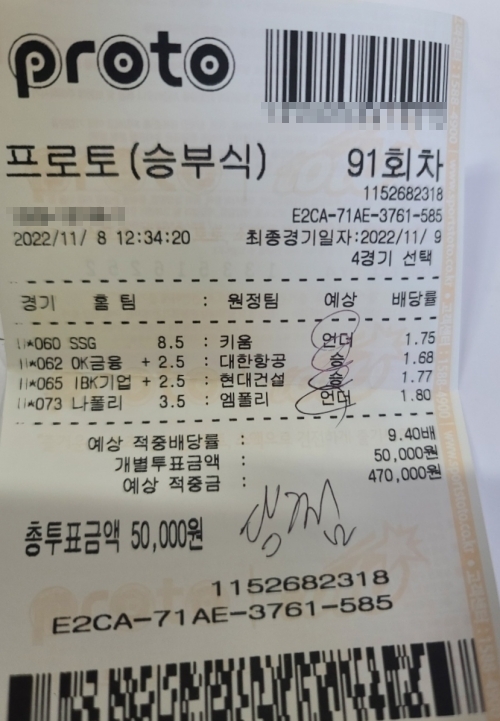 proto
프로토(승부식) 91회차
1152682318
E2CA-71AE-3761-585
2022/11/ 8 12:34:20 최종경기일자:2022/11/ 9
4경기 선택
경기 홈팀 : 원정팀 예상 배당률
*060 SSG 8.5 : 키움 언더 1.75
*062 OK금융 + 2.5 : 대한항공 승 1.68
*065 IBK기업 + 2.5 : 현대건설 승 1.77
*073 나폴리 3.5 : 엠폴리 언더 1.80
예상 적중배당률 : 9.40배
개별투표금액 : 50,000원
예상 적중금 : 470,000원
총투표금액 50,000원
1152682318
E2CA-71AE-3761-585